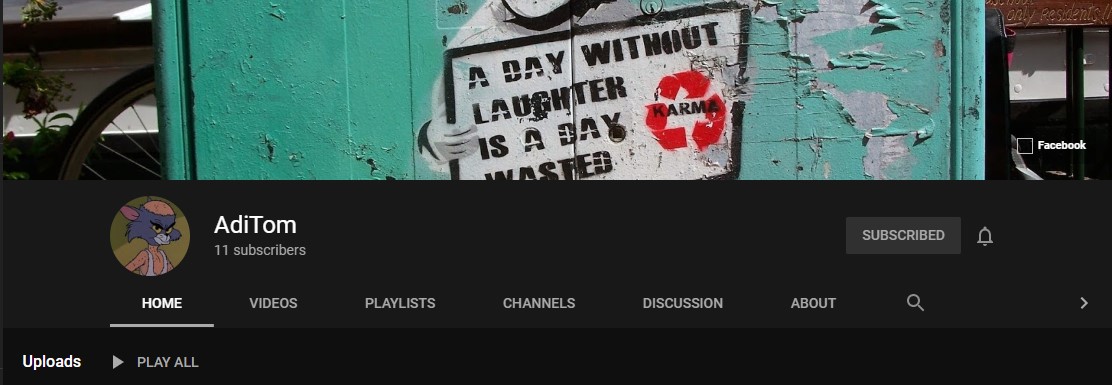 only Residents
A DAY WITHOUT
LAUGHTER
IS A DAY
WASTED
KARMA
Facebook
AdiTom
11 subscribers
SUBSCRIBED
HOME
VIDEOS
PLAYLISTS
CHANNELS
DISCUSSION
ABOUT
Uploads
PLAY ALL